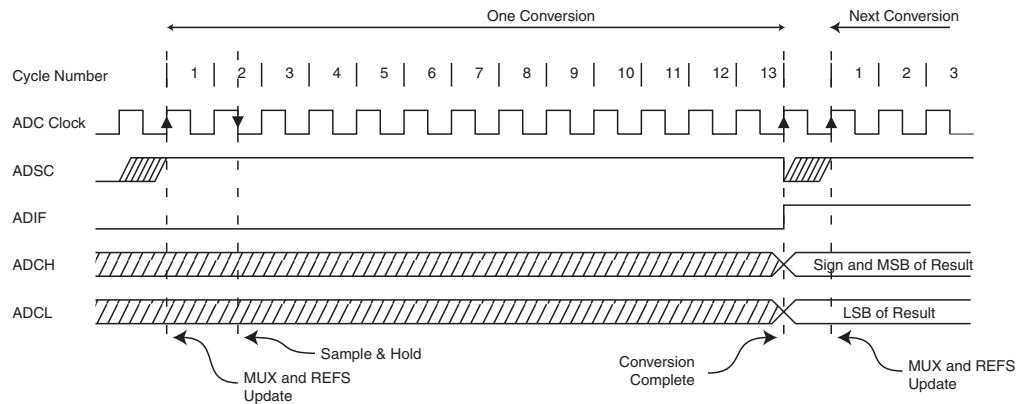 One Conversion
Next Conversion
Cycle Number 1 2 3 4 5 6 7 8 9 10 11 12 13 1 2 3
ADC Clock
ADSC
ADIF
ADCH
Sign and MSB of Result
ADCL
LSB of Result
MUX and REFS
Update
Sample & Hold
Conversion
Complete
MUX and REFS
Update